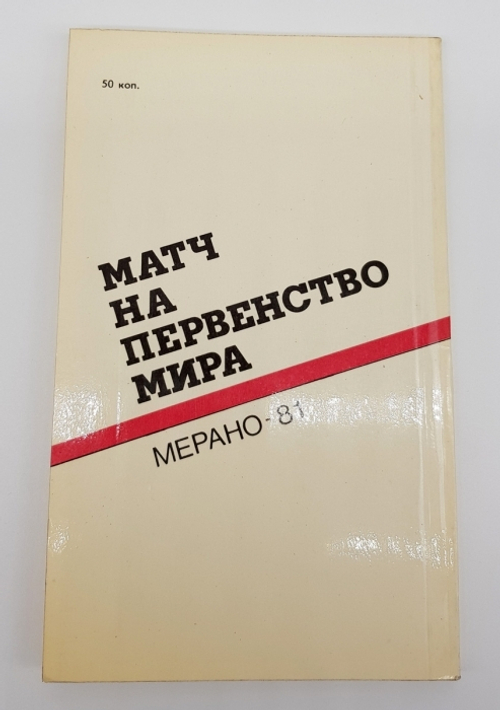 50 коп.
МАТЧ
НА
ПЕРВЕНСТВО
МИРА
МЕРАНО-81